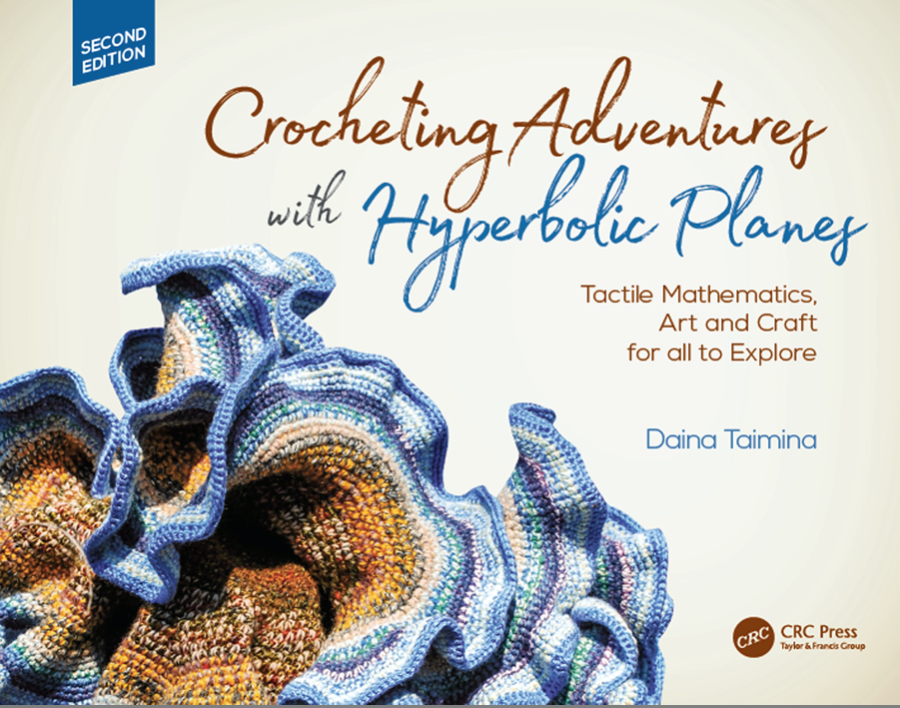 SECOND
EDITION
Crocheting Adventures
with Hyperbolic Planes
Tactile Mathematics,
Art and Craft
for all to Explore
Daina Taimina
CRC
CRC Press
Taylor & Francis Group